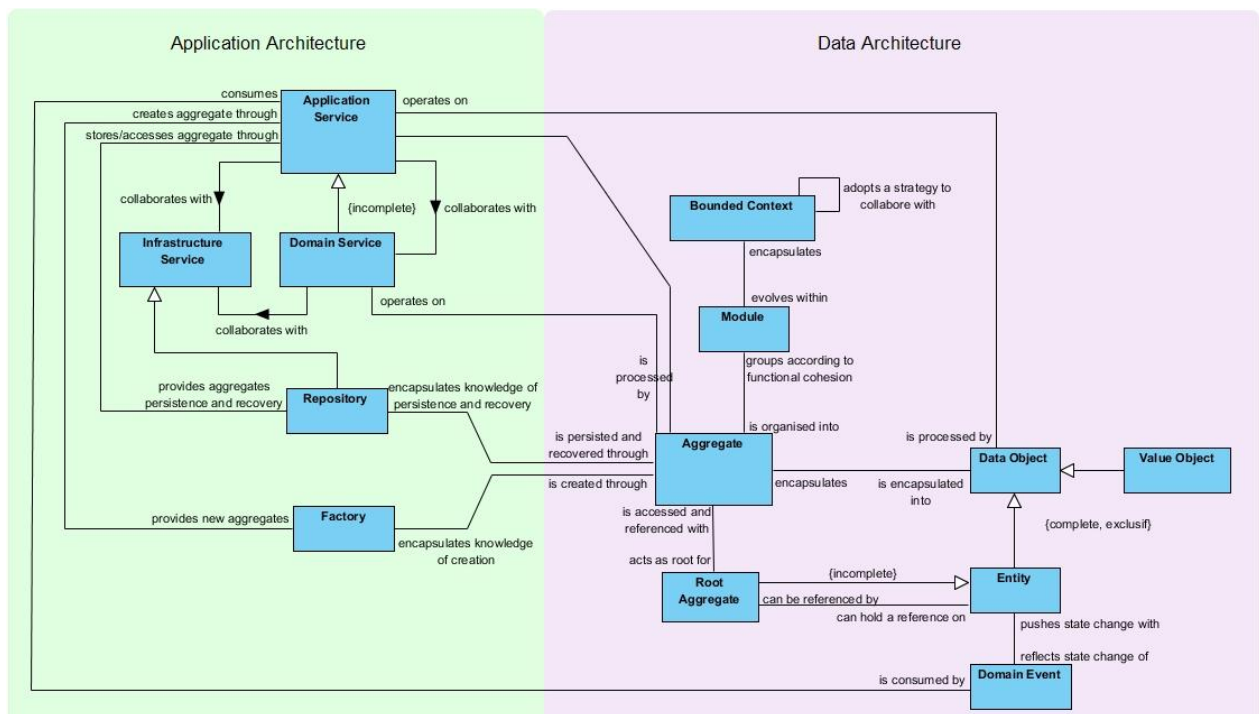 Application Architecture
Data Architecture
consumes
creates aggregate through
stores/accesses aggregate through
Application
Service
operates on
collaborates with
{incomplete}
collaborates with
Infrastructure
Service
Domain Service
operates on
collaborates with
Bounded Context
adopts a strategy to
collabore with
encapsulates
evolves within
Module
groups according to
functional cohesion
is
processed
by
provides aggregates
persistence and recovery
Repository
encapsulates knowledge of
persistence and recovery
is organised into
is persisted and
recovered through
Aggregate
is processed by
Data Object
Value Object
is created through
encapsulates
is encapsulated
into
provides new aggregates
Factory
encapsulates knowledge
of creation
is accessed and
referenced with
{complete, exclusif}
acts as root for
Root
Aggregate
{incomplete}
can be referenced by
can hold a reference on
Entity
pushes state change with
reflects state change of
is consumed by
Domain Event